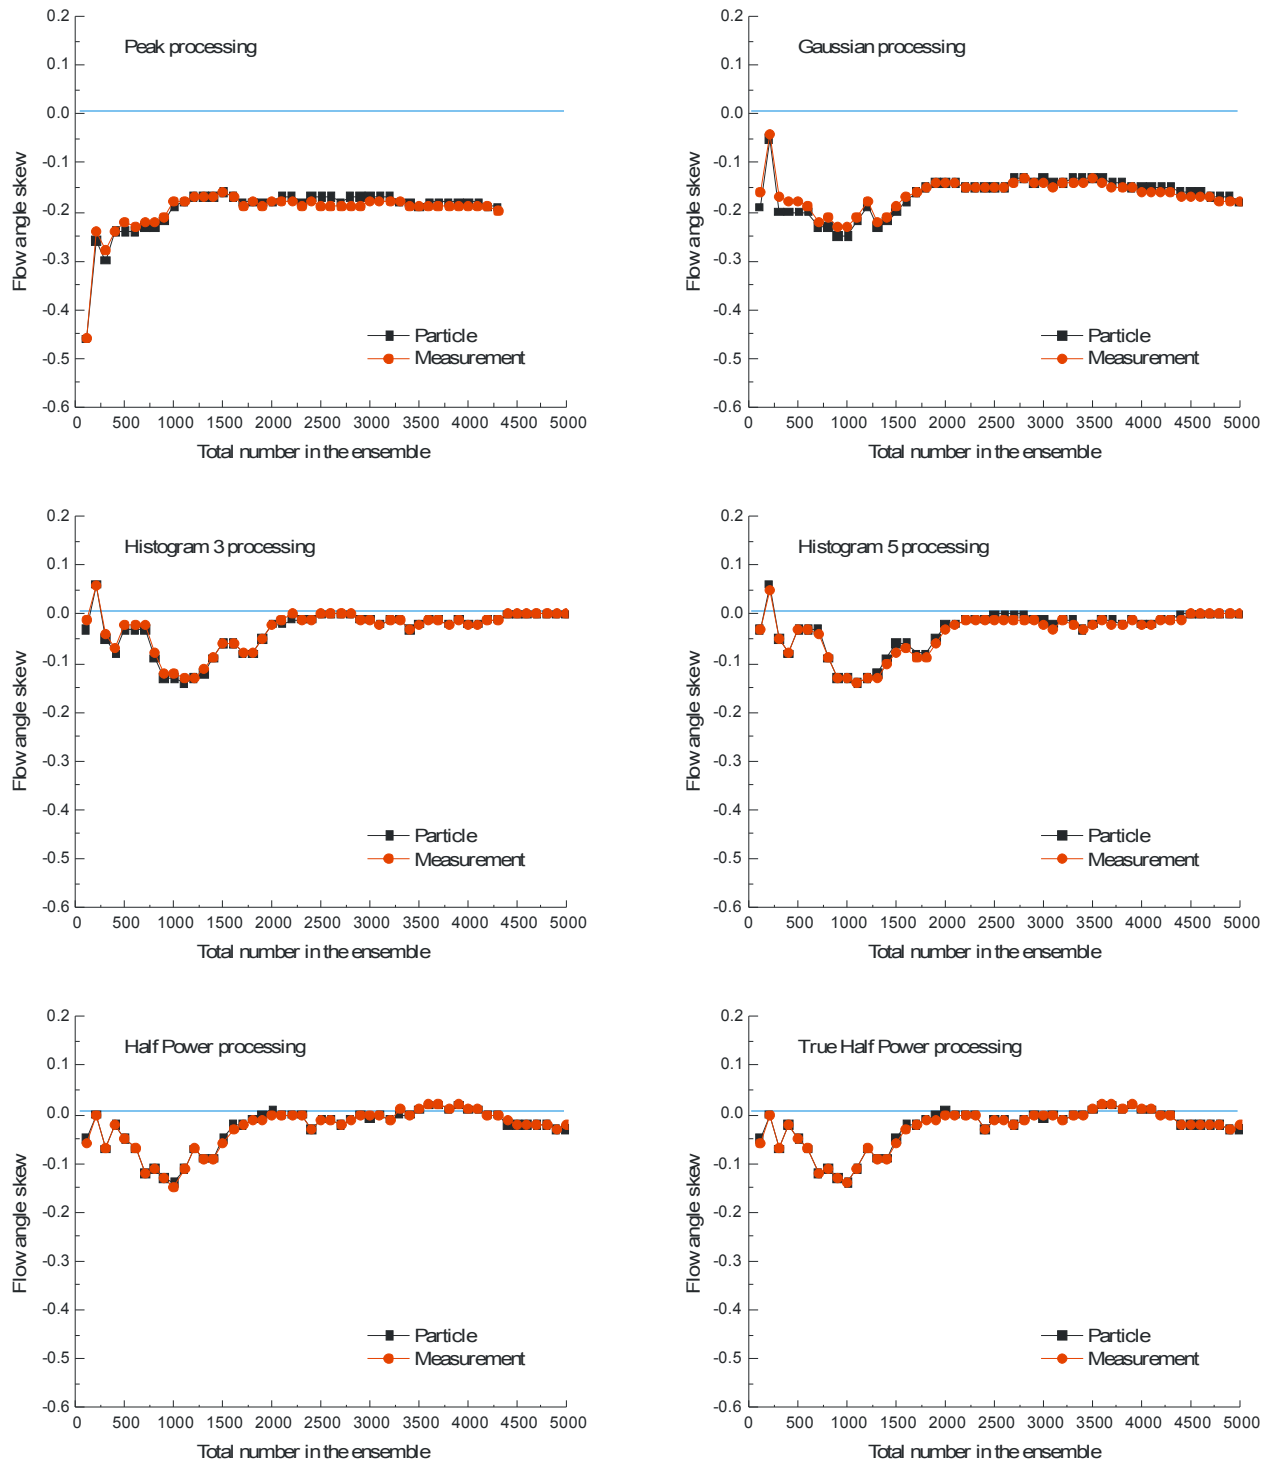 0.2
Peak processing
0.1
0.0
-0.1
-0.2
-0.3
-0.4
-0.5
-0.6
Flow angle skew
Particle
Measurement
0 500 1000 1500 2000 2500 3000 3500 4000 4500 5000
Total number in the ensemble
0.2
Gaussian processing
0.1
0.0
-0.1
-0.2
-0.3
-0.4
-0.5
-0.6
Flow angle skew
Particle
Measurement
0 500 1000 1500 2000 2500 3000 3500 4000 4500 5000
Total number in the ensemble
0.2
Histogram 3 processing
0.1
0.0
-0.1
-0.2
-0.3
-0.4
-0.5
-0.6
Flow angle skew
Particle
Measurement
0 500 1000 1500 2000 2500 3000 3500 4000 4500 5000
Total number in the ensemble
0.2
Histogram 5 processing
0.1
0.0
-0.1
-0.2
-0.3
-0.4
-0.5
-0.6
Flow angle skew
Particle
Measurement
0 500 1000 1500 2000 2500 3000 3500 4000 4500 5000
Total number in the ensemble
0.2
Half Power processing
0.1
0.0
-0.1
-0.2
-0.3
-0.4
-0.5
-0.6
Flow angle skew
Particle
Measurement
0 500 1000 1500 2000 2500 3000 3500 4000 4500 5000
Total number in the ensemble
0.2
True Half Power processing
0.1
0.0
-0.1
-0.2
-0.3
-0.4
-0.5
-0.6
Flow angle skew
Particle
Measurement
0 500 1000 1500 2000 2500 3000 3500 4000 4500 5000
Total number in the ensemble